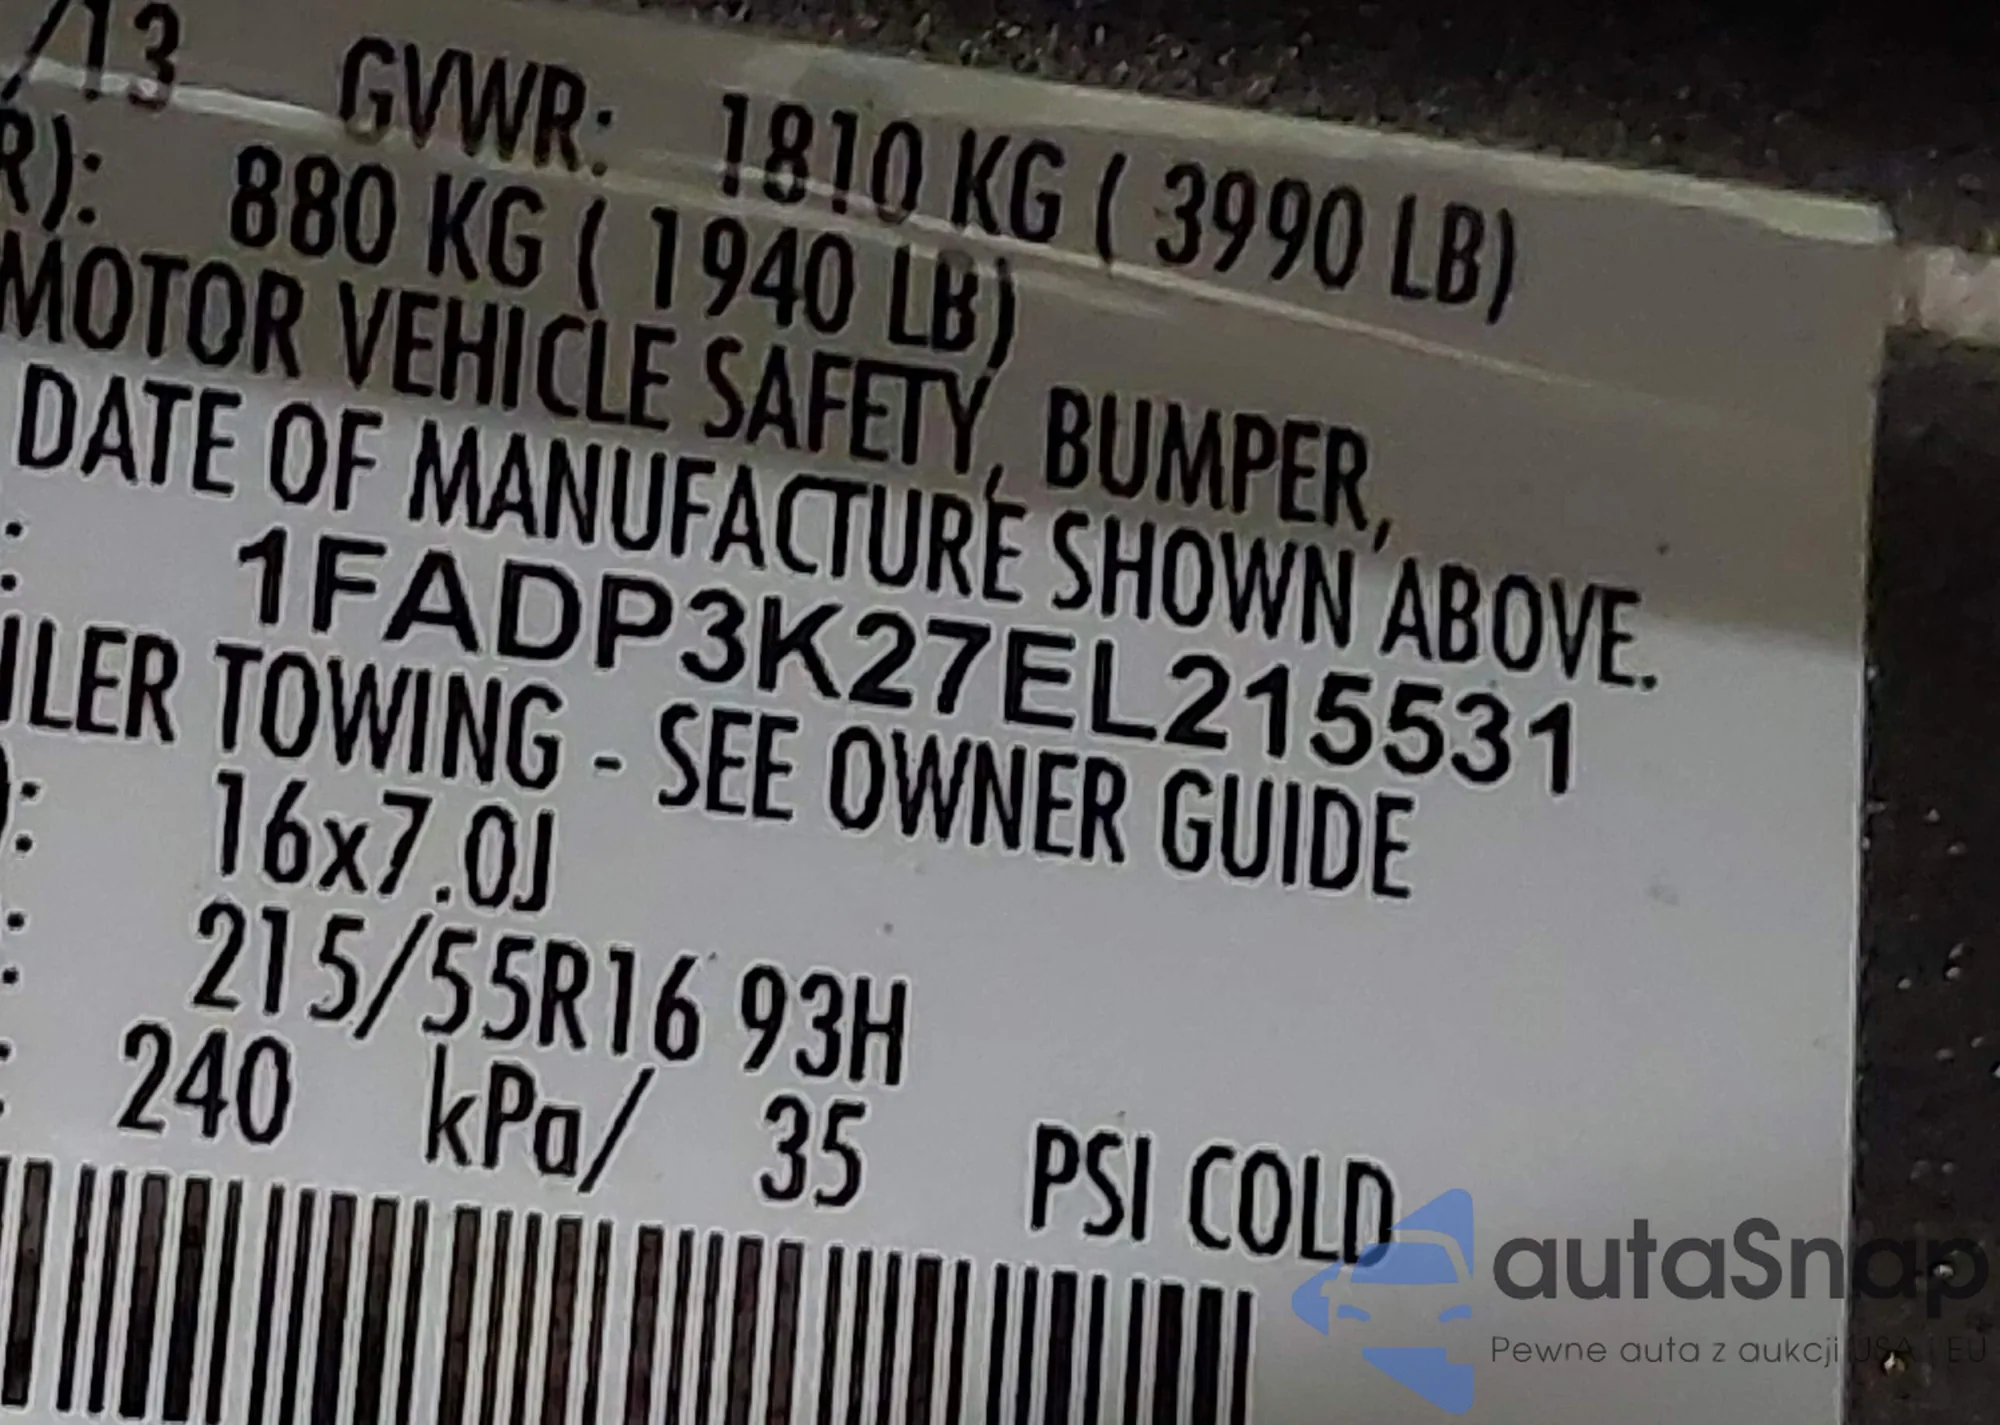 /13 GVWR: 1810 KG ( 3990 LB)
R): 880 KG ( 1940 LB)
MOTOR VEHICLE SAFETY, BUMPER,
DATE OF MANUFACTURE SHOWN ABOVE.
: 1FADP3K27EL215531
ILER TOWING - SEE OWNER GUIDE
): 16x7.0J
: 215/55R16 93H
: 240 kPa/ 35 PSI COLD
autaSnap
Pewne auta z aukcji USA i EU